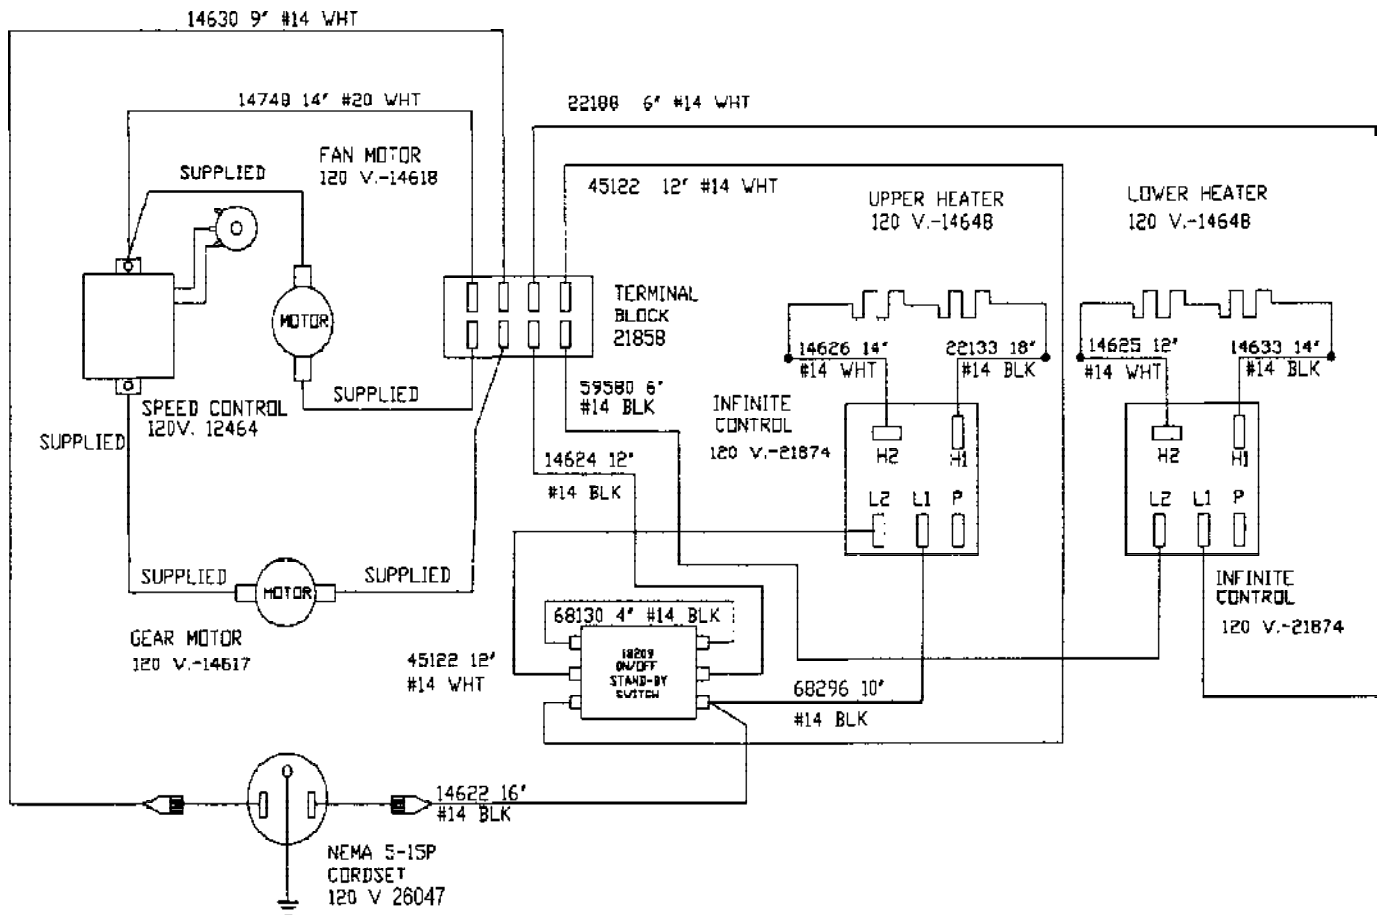 14630 9" #14 WHT
14748 14" #20 WHT
22188 6" #14 WHT
FAN MOTOR
120 V.-14618
SUPPLIED
45122 12" #14 WHT
UPPER HEATER
120 V.-14648
LOWER HEATER
120 V.-14648
TERMINAL
BLOCK
21858
MOTOR
14626 14"
#14 WHT
22133 18"
#14 BLK
14625 12"
#14 WHT
14633 14"
#14 BLK
SUPPLIED
59580 6"
#14 BLK
INFINITE
CONTROL
120 V.-21874
SPEED CONTROL
120V. 12464
SUPPLIED
H2
H1
H2
H1
14624 12"
#14 BLK
L2
L1
P
L2
L1
P
SUPPLIED
MOTOR
SUPPLIED
INFINITE
CONTROL
120 V.-21874
68130 4" #14 BLK
GEAR MOTOR
120 V.-14617
45122 12"
#14 WHT
18209
ON/OFF
STAND-BY
SWITCH
68296 10"
#14 BLK
14622 16"
#14 BLK
NEMA 5-15P
CORDSET
120 V 26047